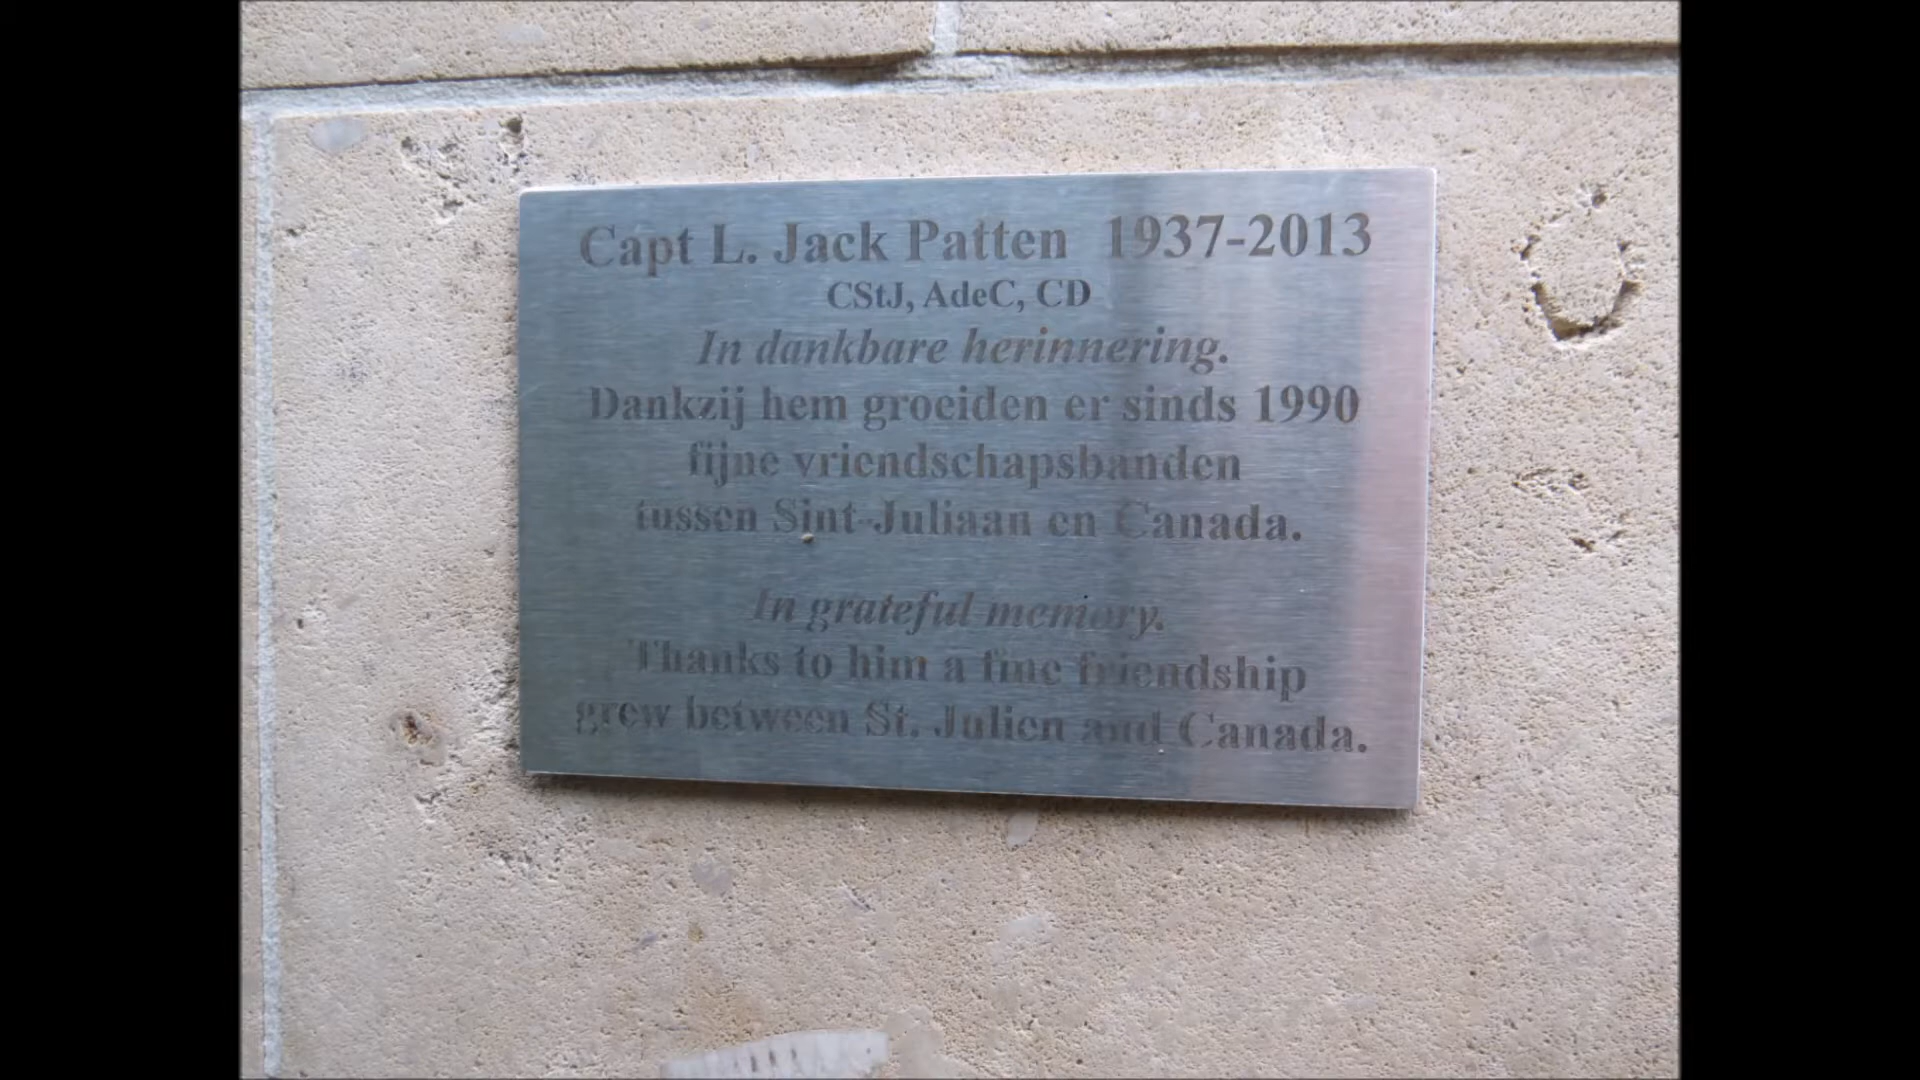 Capt L. Jack Patten 1937-2013
CStJ, AdeC, CD
In dankbare herinnering.
Dankzij hem groeiden er sinds 1990
fijne vriendschapsbanden
tussen Sint-Juliaan en Canada.
In grateful memory.
Thanks to him a fine friendship
grew between St. Julien and Canada.